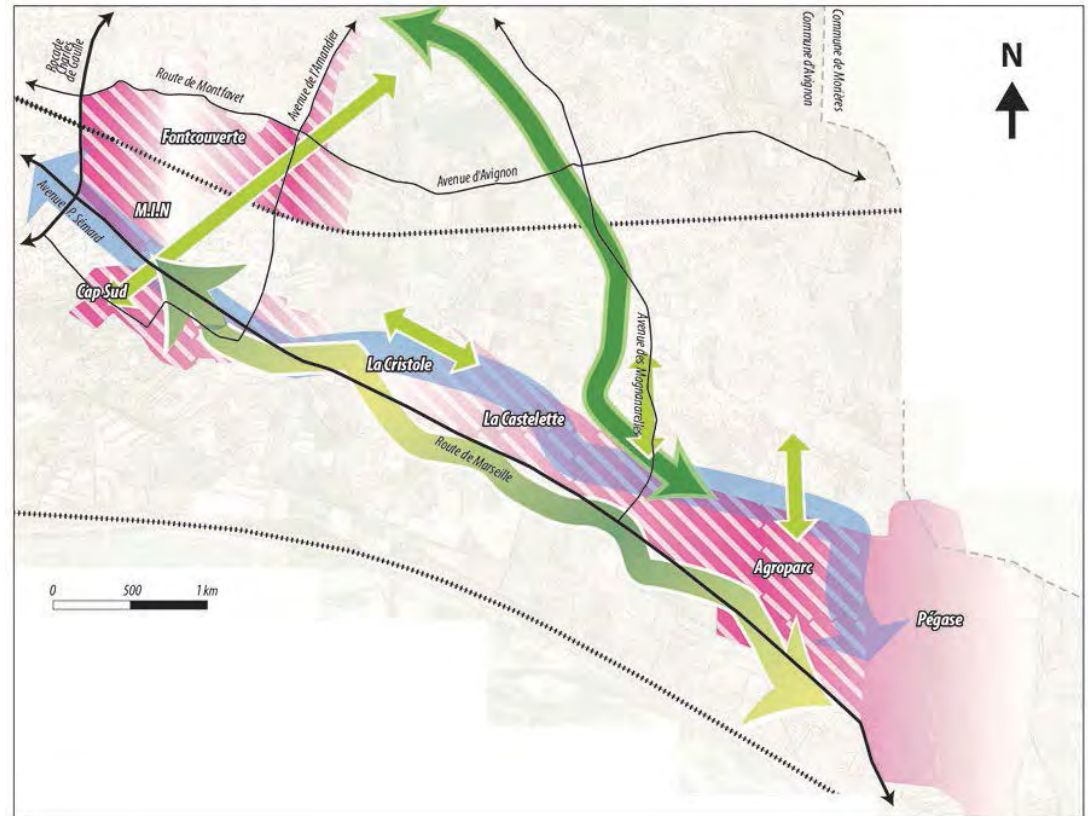 Rocade
Charles
de Gaulle
Route de Montfavet
Avenue de l'Amandier
Commune de Morières
Commune d'Avignon
N
Fontcouverte
Avenue d'Avignon
M.I.N
Avenue P. Sémard
Cap Sud
La Cristole
Avenue des Magnanarelles
La Castelette
Route de Marseille
Agroparc
0 500 1 km
Pégase